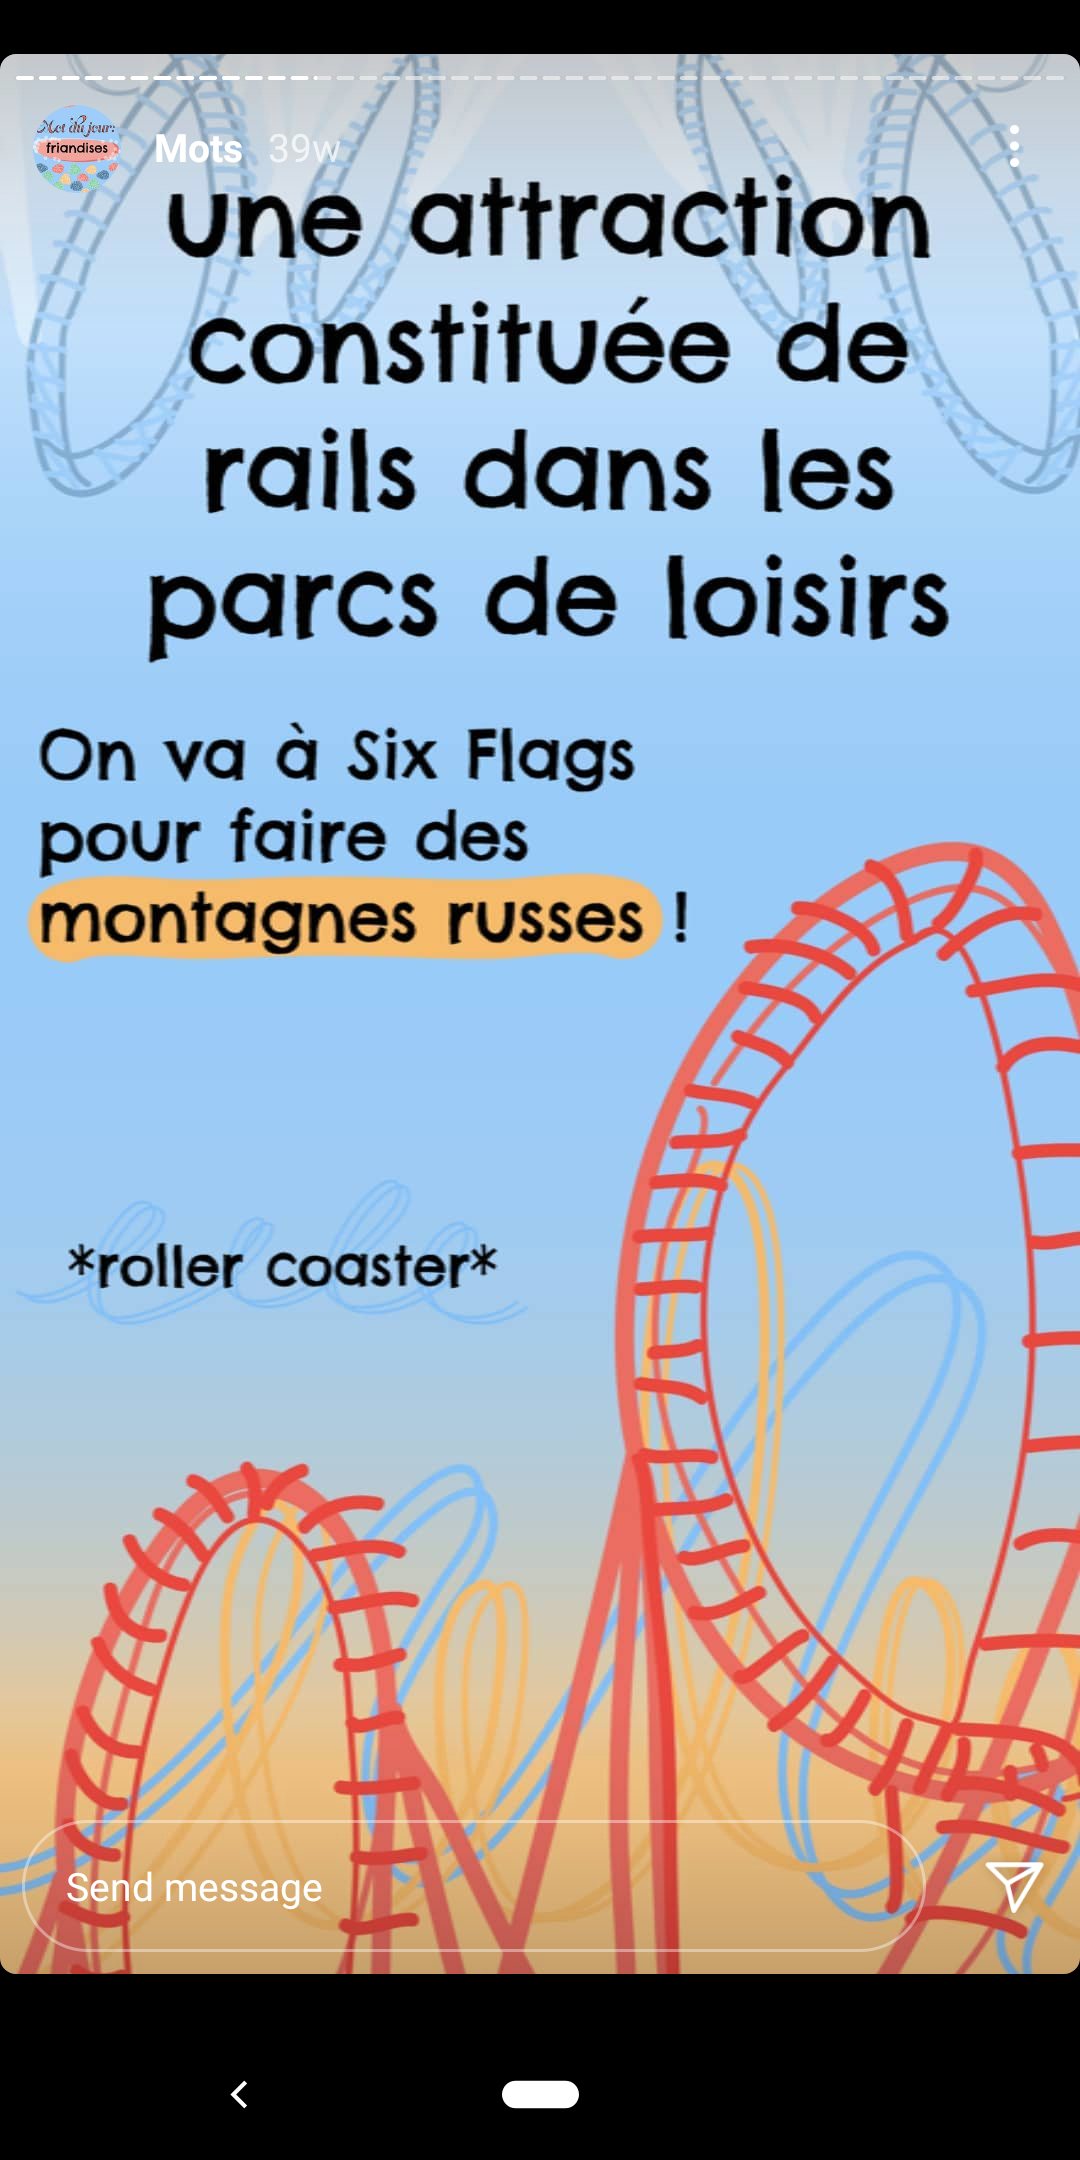 Mot du jour:
friandises
Mots 39w
une attraction
constituée de
rails dans les
parcs de loisirs
On va à Six Flags
pour faire des
montagnes russes !
*roller coaster*
Send message